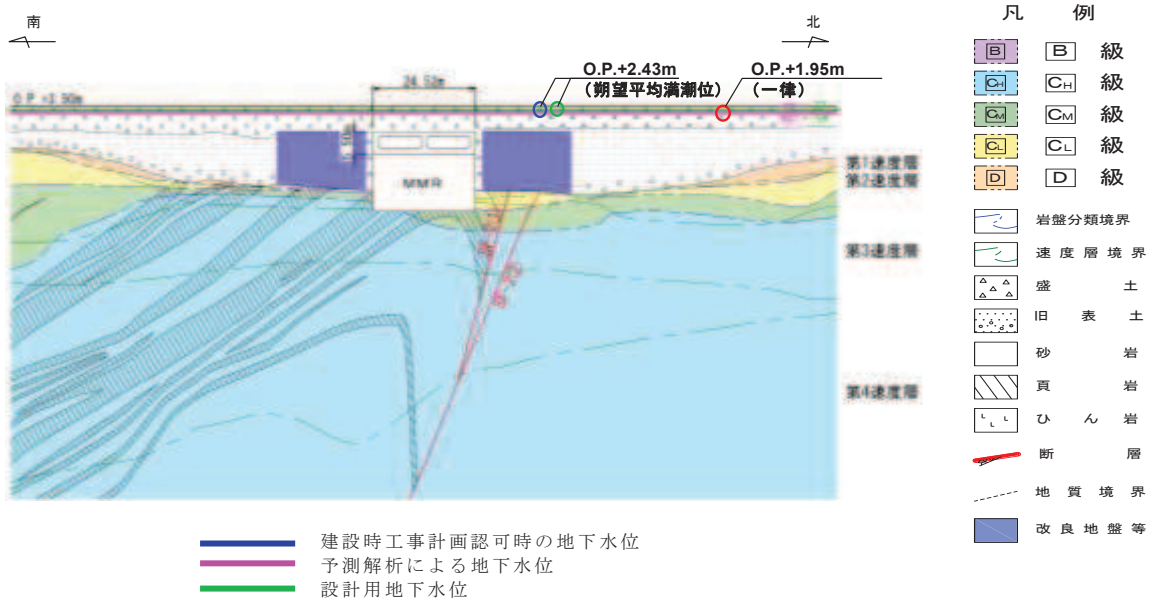 南
北
O.P.+2.43m
(朔望平均満潮位)
O.P.+1.95m
(一律)
O.P.+3.50m
24.50m
MMR
第1速度層
第2速度層
第3速度層
第4速度層
凡 例
B B 級
CH CH 級
CM CM 級
CL CL 級
D D 級
岩盤分類境界
速度層境界
盛土
旧表土
砂岩
頁岩
ひん岩
断層
地質境界
改良地盤等
建設時工事計画認可時の地下水位
予測解析による地下水位
設計用地下水位